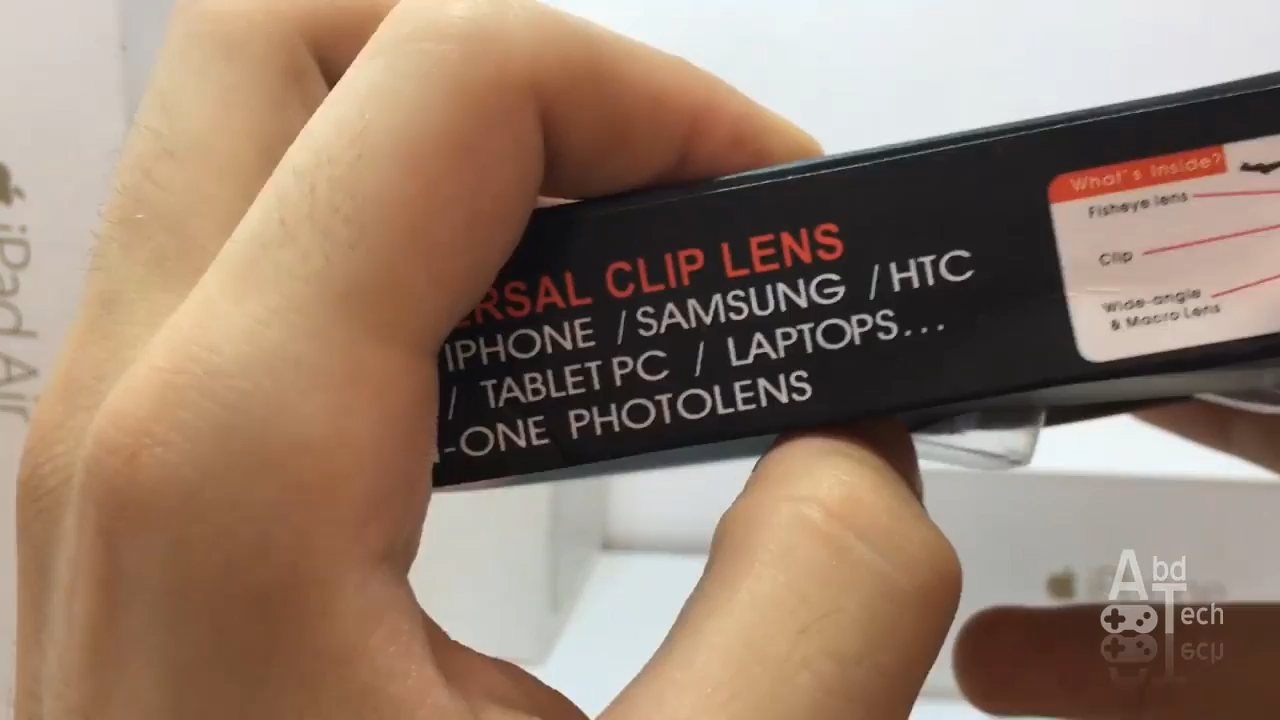 iPad Air
RSAL CLIP LENS
IPHONE / SAMSUNG / HTC
/ TABLET PC / LAPTOPS...
-ONE PHOTOLENS
What's Inside?
Fisheye lens
Clip
Wide-angle
& Macro Lens
Abd
Tech